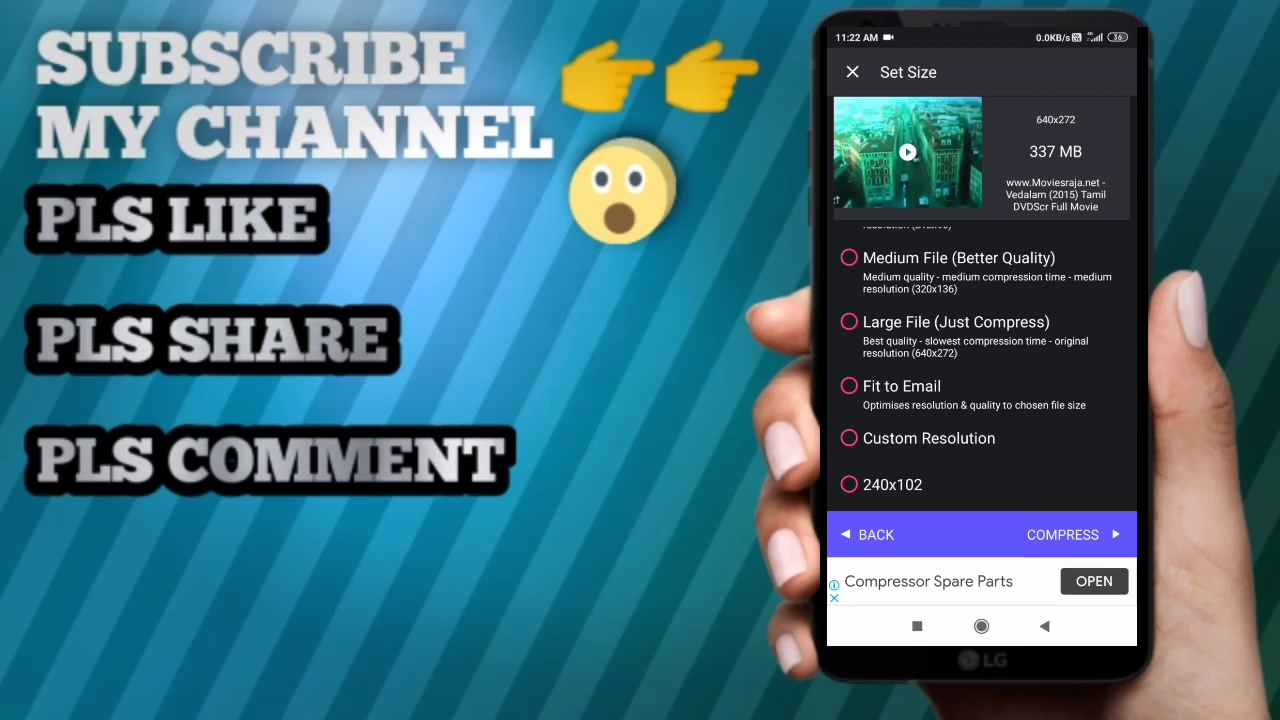 SUBSCRIBE
MY CHANNEL
PLS LIKE
PLS SHARE
PLS COMMENT
11:22 AM
0.0KB/s
36
Set Size
640x272
337 MB
www.Moviesraja.net -
Vedalam (2015) Tamil
DVDScr Full Movie
Medium File (Better Quality)
Medium quality - medium compression time - medium
resolution (320x136)
Large File (Just Compress)
Best quality - slowest compression time - original
resolution (640x272)
Fit to Email
Optimises resolution & quality to chosen file size
Custom Resolution
240x102
BACK
COMPRESS
Compressor Spare Parts
OPEN
LG